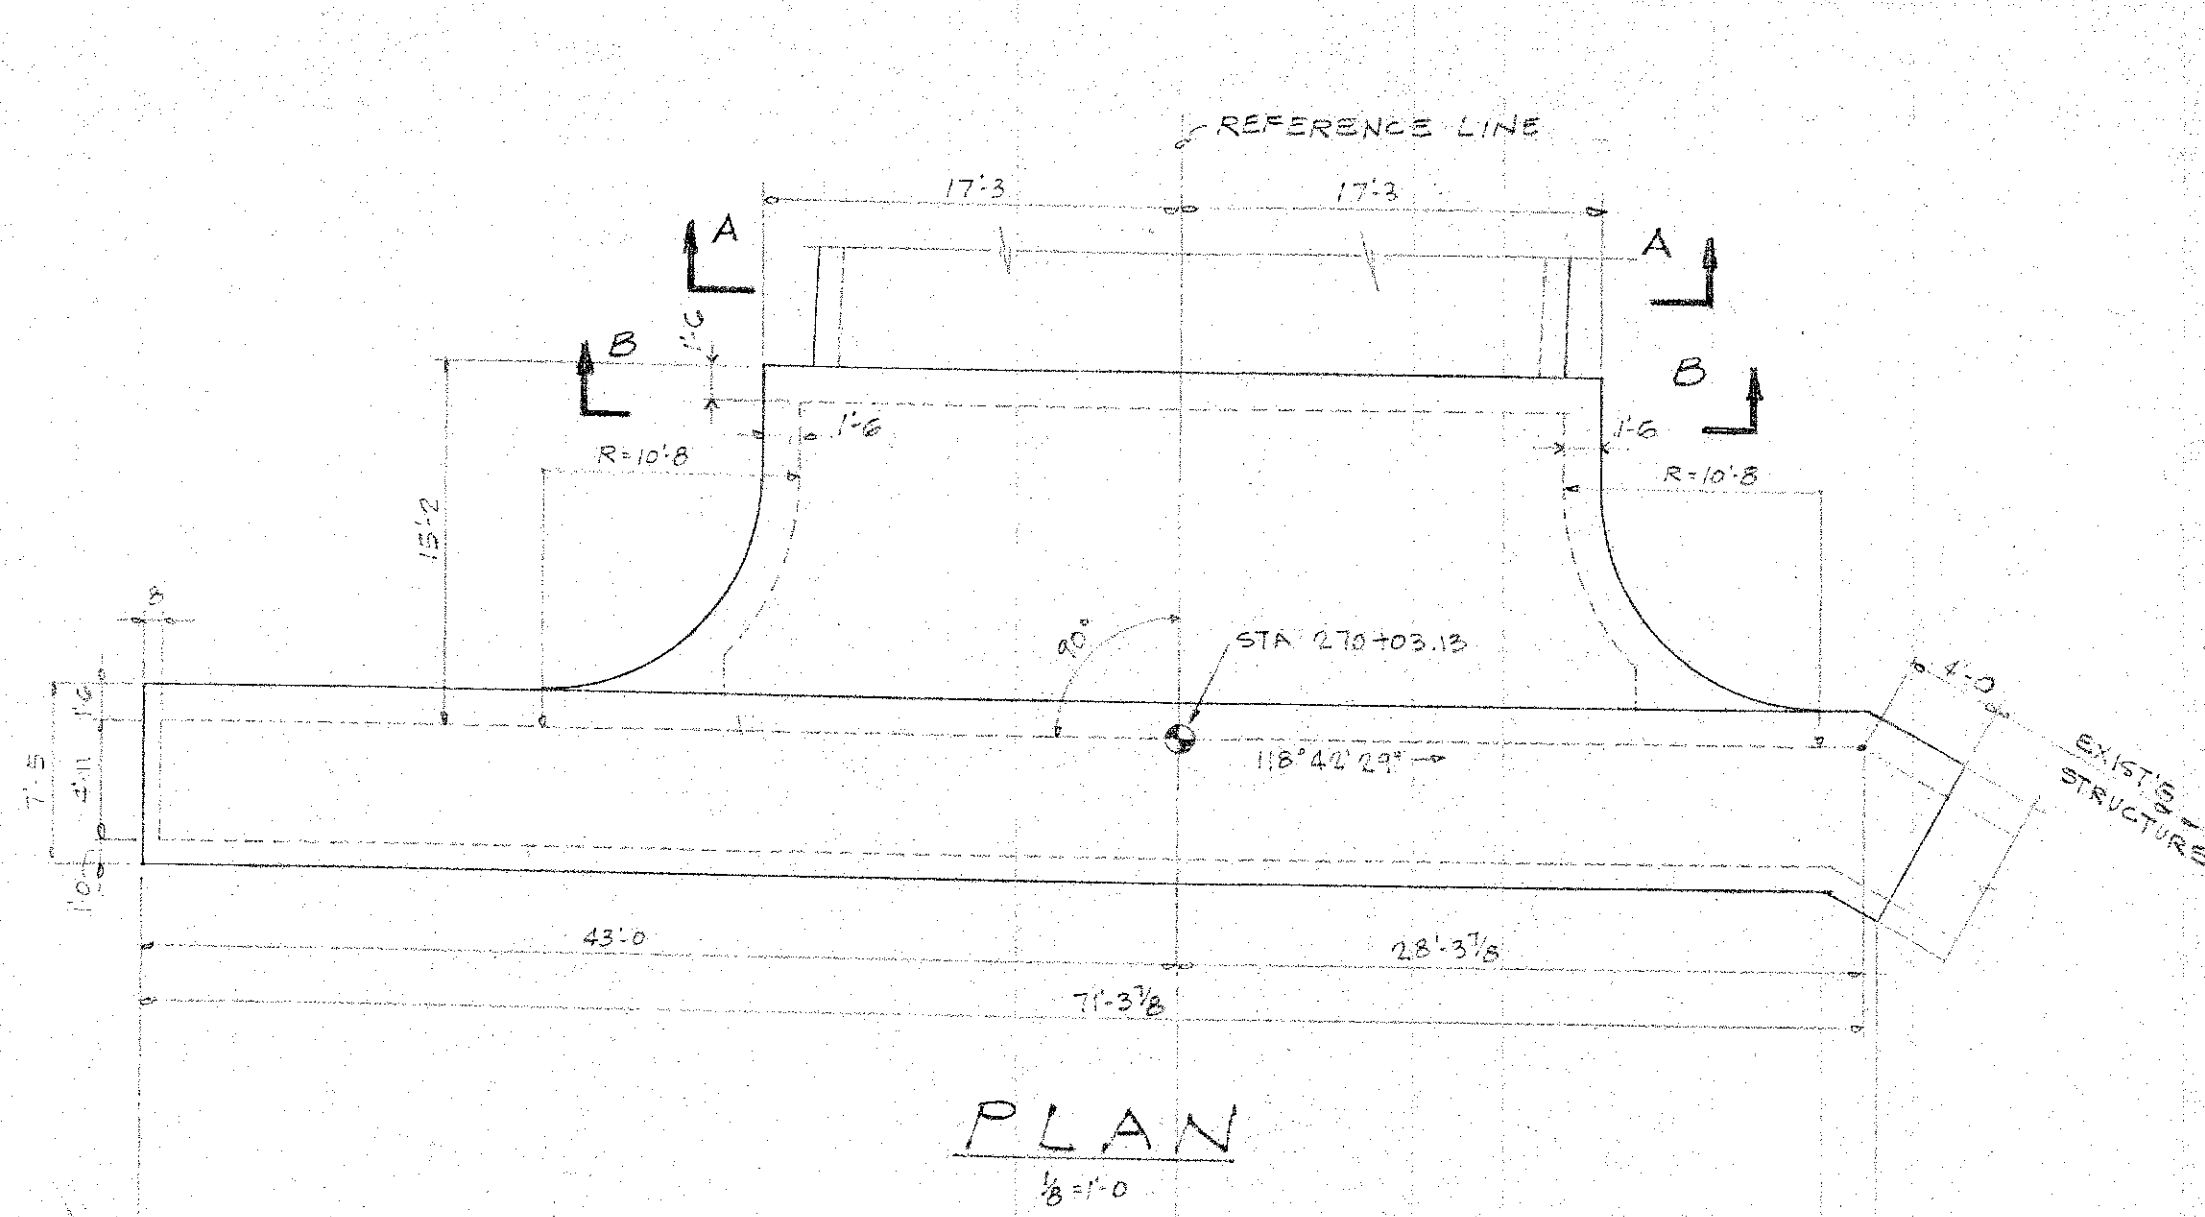 REFERENCE LINE
17'-3
17'-3
A
A
1'-6
B
B
1'-6
1'-6
R=10'-8
R=10'-8
15'-2
8
90°
STA 270+03.13
4'-0
1'-6
7'-5
4'-11
118°42'29"
EXIST'G
STRUCTURE
1'-0
43'-0
28'-3 7/8
71'-3 7/8
PLAN
1/8=1'-0